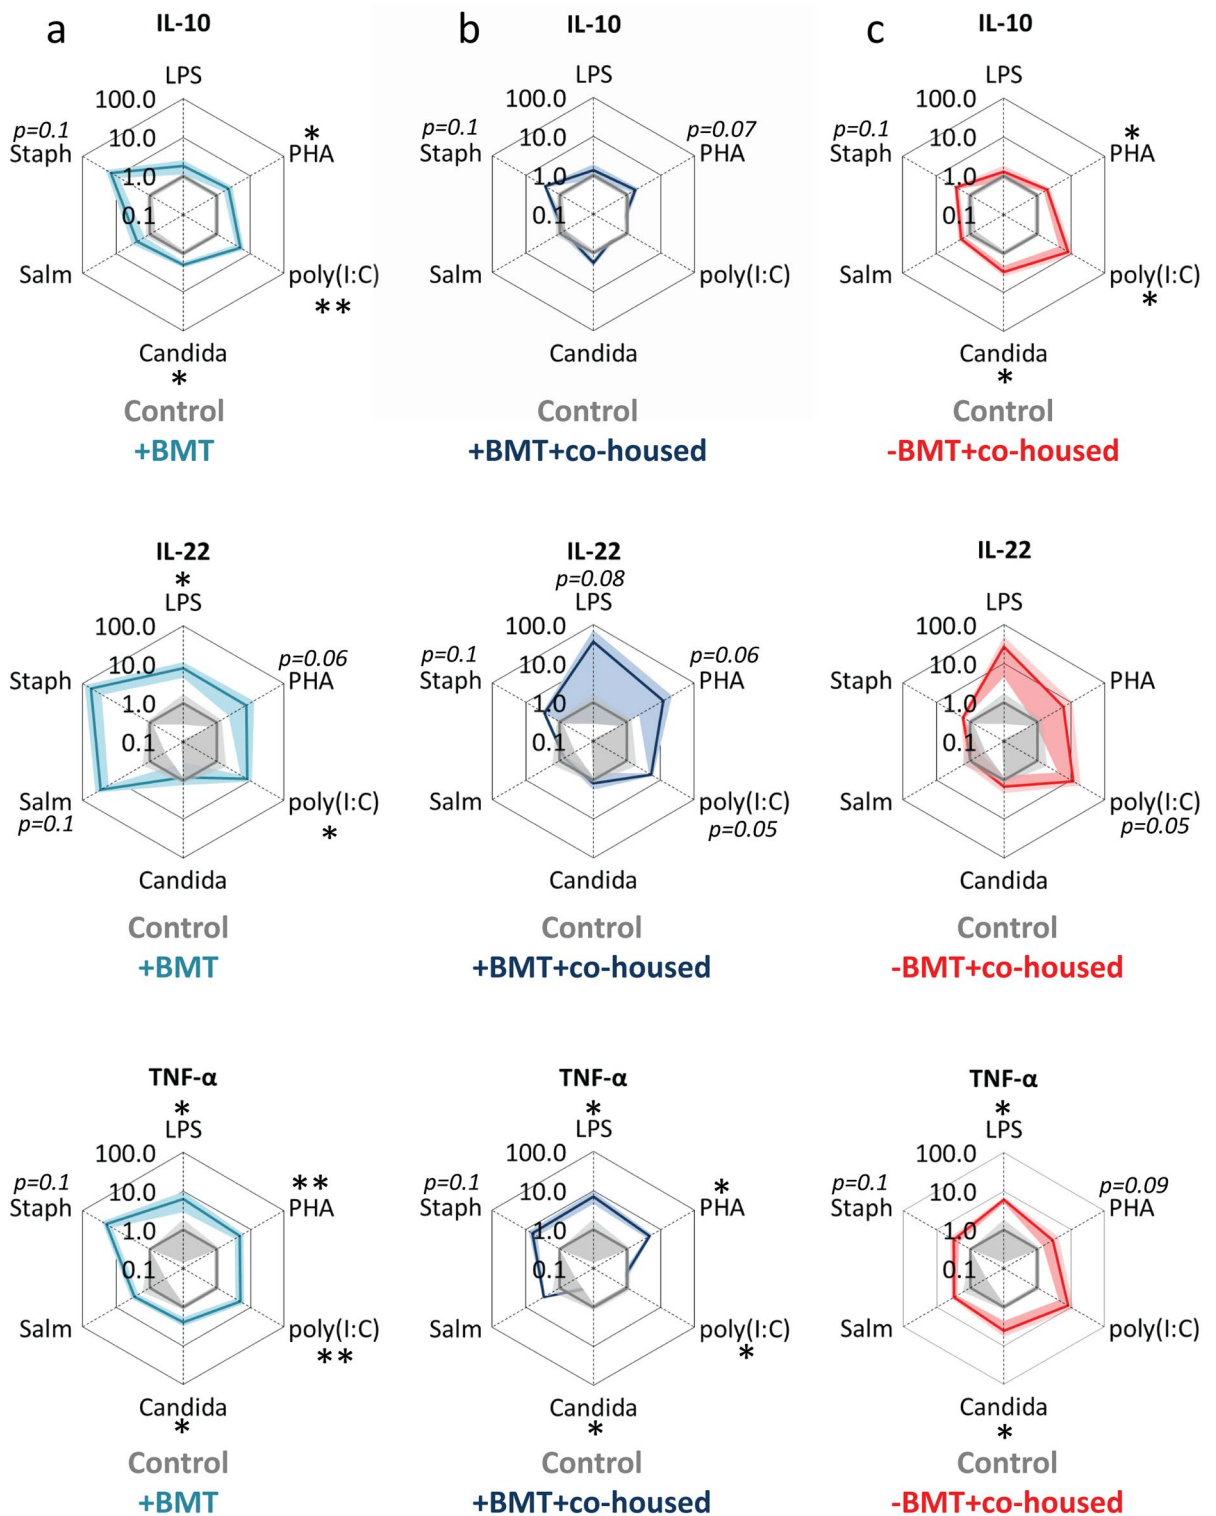 a
IL-10
LPS
100.0
10.0
1.0
0.1
p=0.1
Staph
*
PHA
Salm
poly(I:C)
**
Candida
*
Control
+BMT
b
IL-10
LPS
100.0
10.0
1.0
0.1
p=0.1
Staph
p=0.07
PHA
Salm
poly(I:C)
Candida
Control
+BMT+co-housed
c
IL-10
LPS
100.0
10.0
1.0
0.1
p=0.1
Staph
*
PHA
Salm
poly(I:C)
*
Candida
*
Control
-BMT+co-housed
IL-22
*
LPS
100.0
10.0
1.0
0.1
Staph
p=0.06
PHA
Salm
p=0.1
poly(I:C)
*
Candida
Control
+BMT
IL-22
p=0.08
LPS
100.0
10.0
1.0
0.1
p=0.1
Staph
p=0.06
PHA
Salm
poly(I:C)
p=0.05
Candida
Control
+BMT+co-housed
IL-22
LPS
100.0
10.0
1.0
0.1
Staph
PHA
Salm
poly(I:C)
p=0.05
Candida
Control
-BMT+co-housed
TNF-α
*
LPS
100.0
10.0
1.0
0.1
p=0.1
Staph
**
PHA
Salm
poly(I:C)
**
Candida
*
Control
+BMT
TNF-α
*
LPS
100.0
10.0
1.0
0.1
p=0.1
Staph
*
PHA
Salm
poly(I:C)
*
Candida
*
Control
+BMT+co-housed
TNF-α
*
LPS
100.0
10.0
1.0
0.1
p=0.1
Staph
p=0.09
PHA
Salm
poly(I:C)
Candida
*
Control
-BMT+co-housed